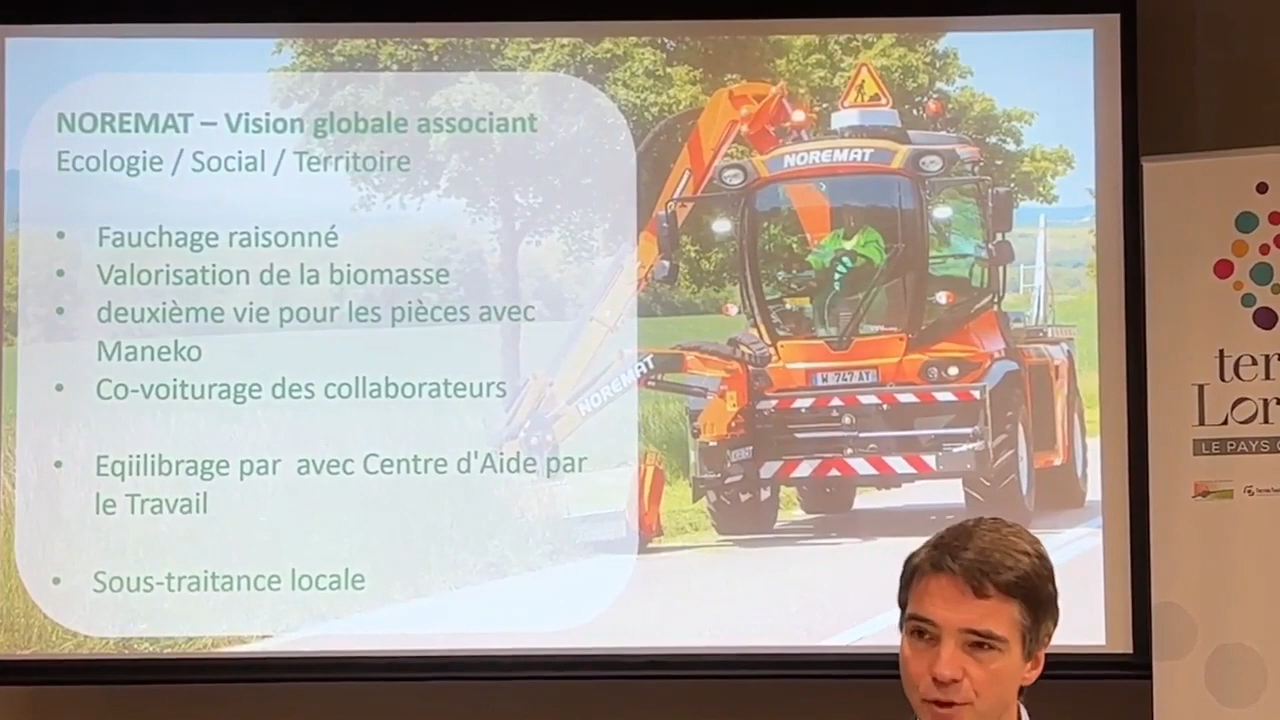 NOREMAT – Vision globale associant
Ecologie / Social / Territoire
• Fauchage raisonné
• Valorisation de la biomasse
• deuxième vie pour les pièces avec
Maneko
• Co-voiturage des collaborateurs
• Eqiilibrage par avec Centre d'Aide par
le Travail
• Sous-traitance locale
NOREMAT
NOREMAT
W 747 AY
ter
Lor
LE PAYS